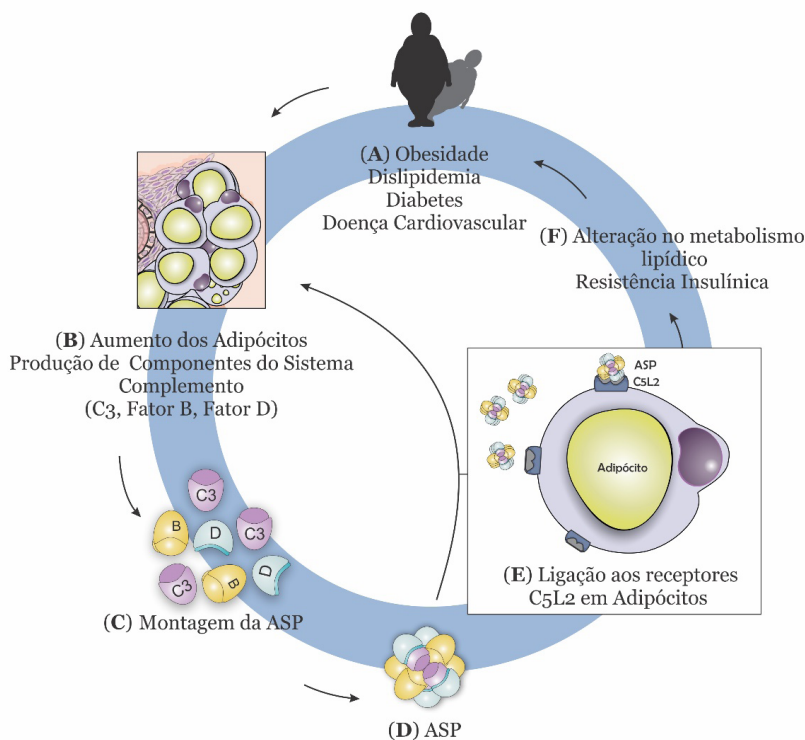 (A) Obesidade
Dislipidemia
Diabetes
Doença Cardiovascular
(B) Aumento dos Adipócitos
Produção de Componentes do Sistema
Complemento
(C3, Fator B, Fator D)
C3
B
D
C3
C3
B
D
(C) Montagem da ASP
(D) ASP
ASP
C5L2
Adipócito
(E) Ligação aos receptores
C5L2 em Adipócitos
(F) Alteração no metabolismo
lipídico
Resistência Insulínica